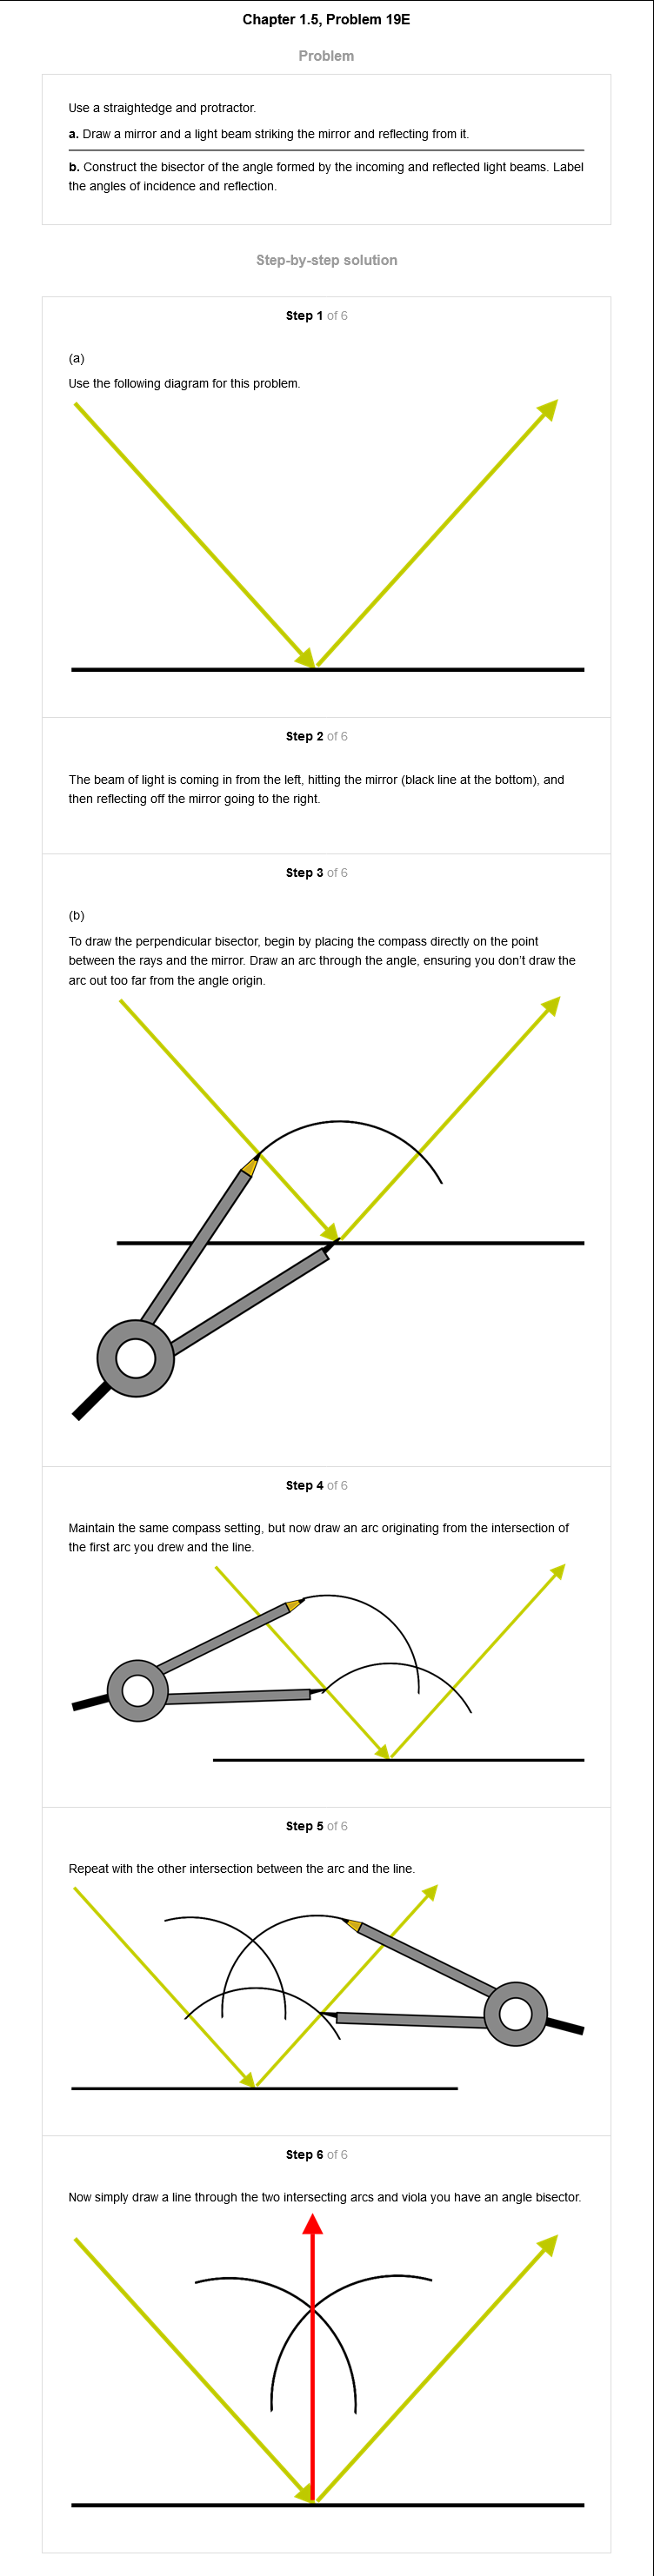 Chapter 1.5, Problem 19E
Problem
Use a straightedge and protractor.
a. Draw a mirror and a light beam striking the mirror and reflecting from it.
b. Construct the bisector of the angle formed by the incoming and reflected light beams. Label
the angles of incidence and reflection.
Step-by-step solution
Step 1 of 6
(a)
Use the following diagram for this problem.
Step 2 of 6
The beam of light is coming in from the left, hitting the mirror (black line at the bottom), and
then reflecting off the mirror going to the right.
Step 3 of 6
(b)
To draw the perpendicular bisector, begin by placing the compass directly on the point
between the rays and the mirror. Draw an arc through the angle, ensuring you don’t draw the
arc out too far from the angle origin.
Step 4 of 6
Maintain the same compass setting, but now draw an arc originating from the intersection of
the first arc you drew and the line.
Step 5 of 6
Repeat with the other intersection between the arc and the line.
Step 6 of 6
Now simply draw a line through the two intersecting arcs and viola you have an angle bisector.